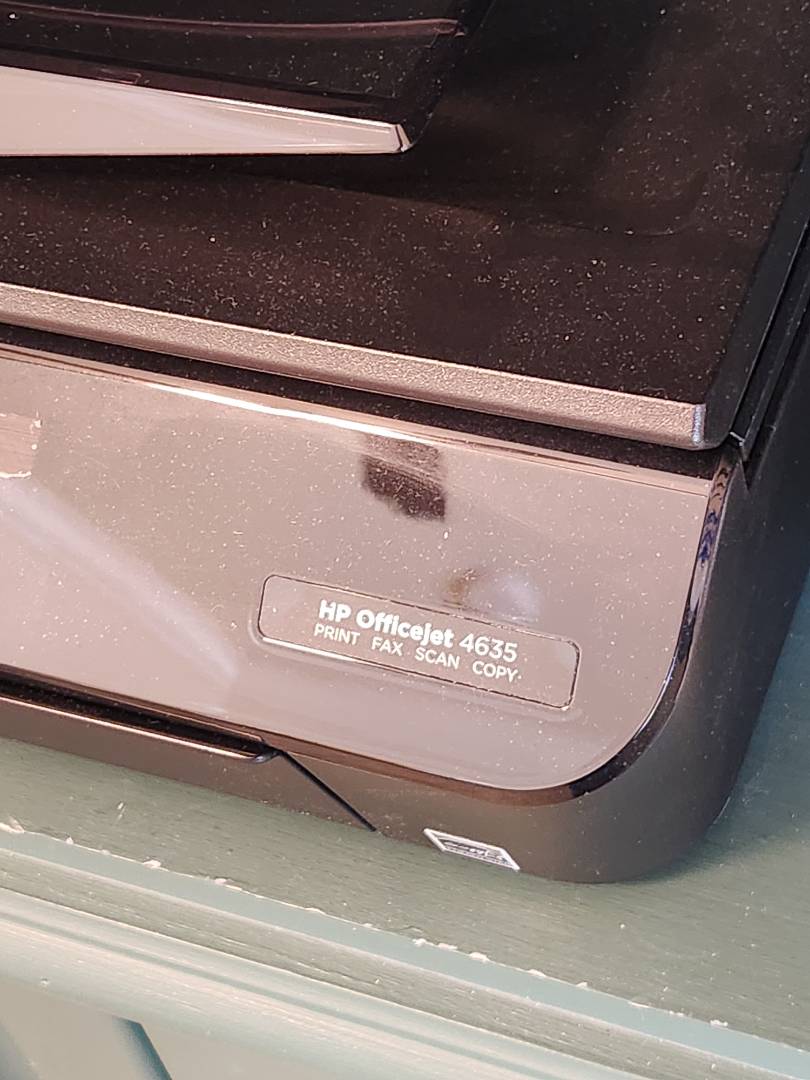 HP Officejet 4635
PRINT FAX SCAN COPY